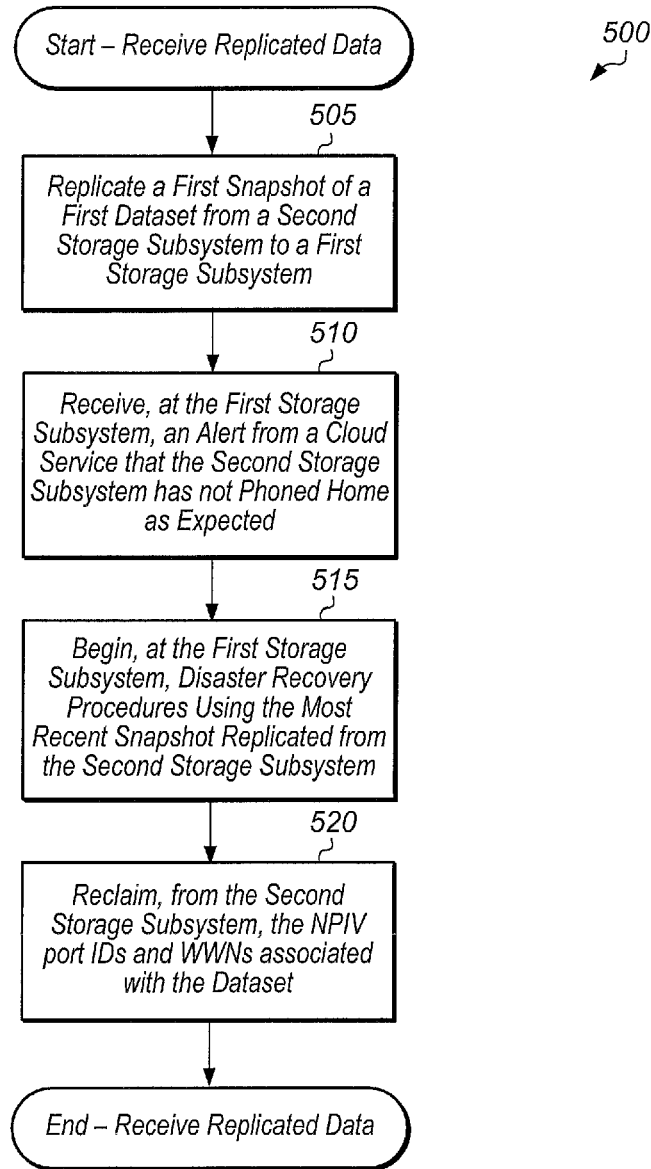 Start – Receive Replicated Data
500
505
Replicate a First Snapshot of a
First Dataset from a Second
Storage Subsystem to a First
Storage Subsystem
510
Receive, at the First Storage
Subsystem, an Alert from a Cloud
Service that the Second Storage
Subsystem has not Phoned Home
as Expected
515
Begin, at the First Storage
Subsystem, Disaster Recovery
Procedures Using the Most
Recent Snapshot Replicated from
the Second Storage Subsystem
520
Reclaim, from the Second
Storage Subsystem, the NPIV
port IDs and WWNs associated
with the Dataset
End – Receive Replicated Data